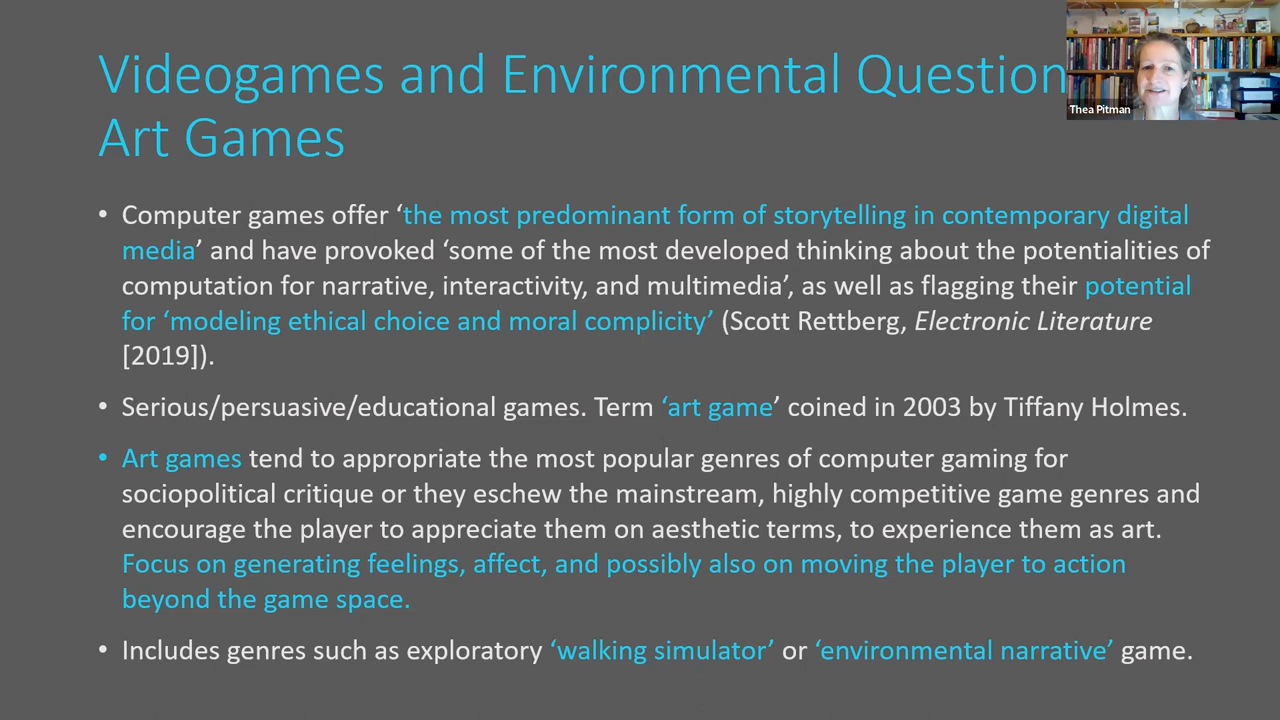 Videogames and Environmental Question
Thea Pitman
Art Games
• Computer games offer ‘the most predominant form of storytelling in contemporary digital
media’ and have provoked ‘some of the most developed thinking about the potentialities of
computation for narrative, interactivity, and multimedia’, as well as flagging their potential
for ‘modeling ethical choice and moral complicity’ (Scott Rettberg, Electronic Literature
[2019]).
• Serious/persuasive/educational games. Term ‘art game’ coined in 2003 by Tiffany Holmes.
• Art games tend to appropriate the most popular genres of computer gaming for
sociopolitical critique or they eschew the mainstream, highly competitive game genres and
encourage the player to appreciate them on aesthetic terms, to experience them as art.
Focus on generating feelings, affect, and possibly also on moving the player to action
beyond the game space.
• Includes genres such as exploratory ‘walking simulator’ or ‘environmental narrative’ game.